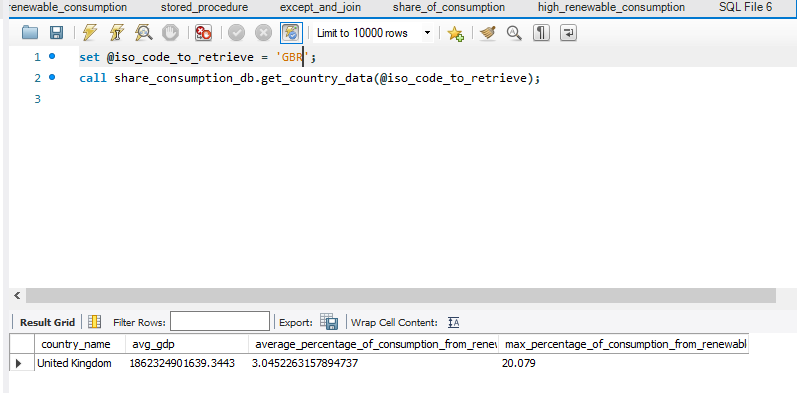 renewable_consumption stored_procedure except_and_join share_of_consumption high_renewable_consumption SQL File 6
Limit to 10000 rows
1 set @iso_code_to_retrieve = 'GBR';
2 call share_consumption_db.get_country_data(@iso_code_to_retrieve);
3
Result Grid Filter Rows: Export: Wrap Cell Content:
country_name avg_gdp average_percentage_of_consumption_from_renew max_percentage_of_consumption_from_renewabl
United Kingdom 1862324901639.3443 3.0452263157894737 20.079